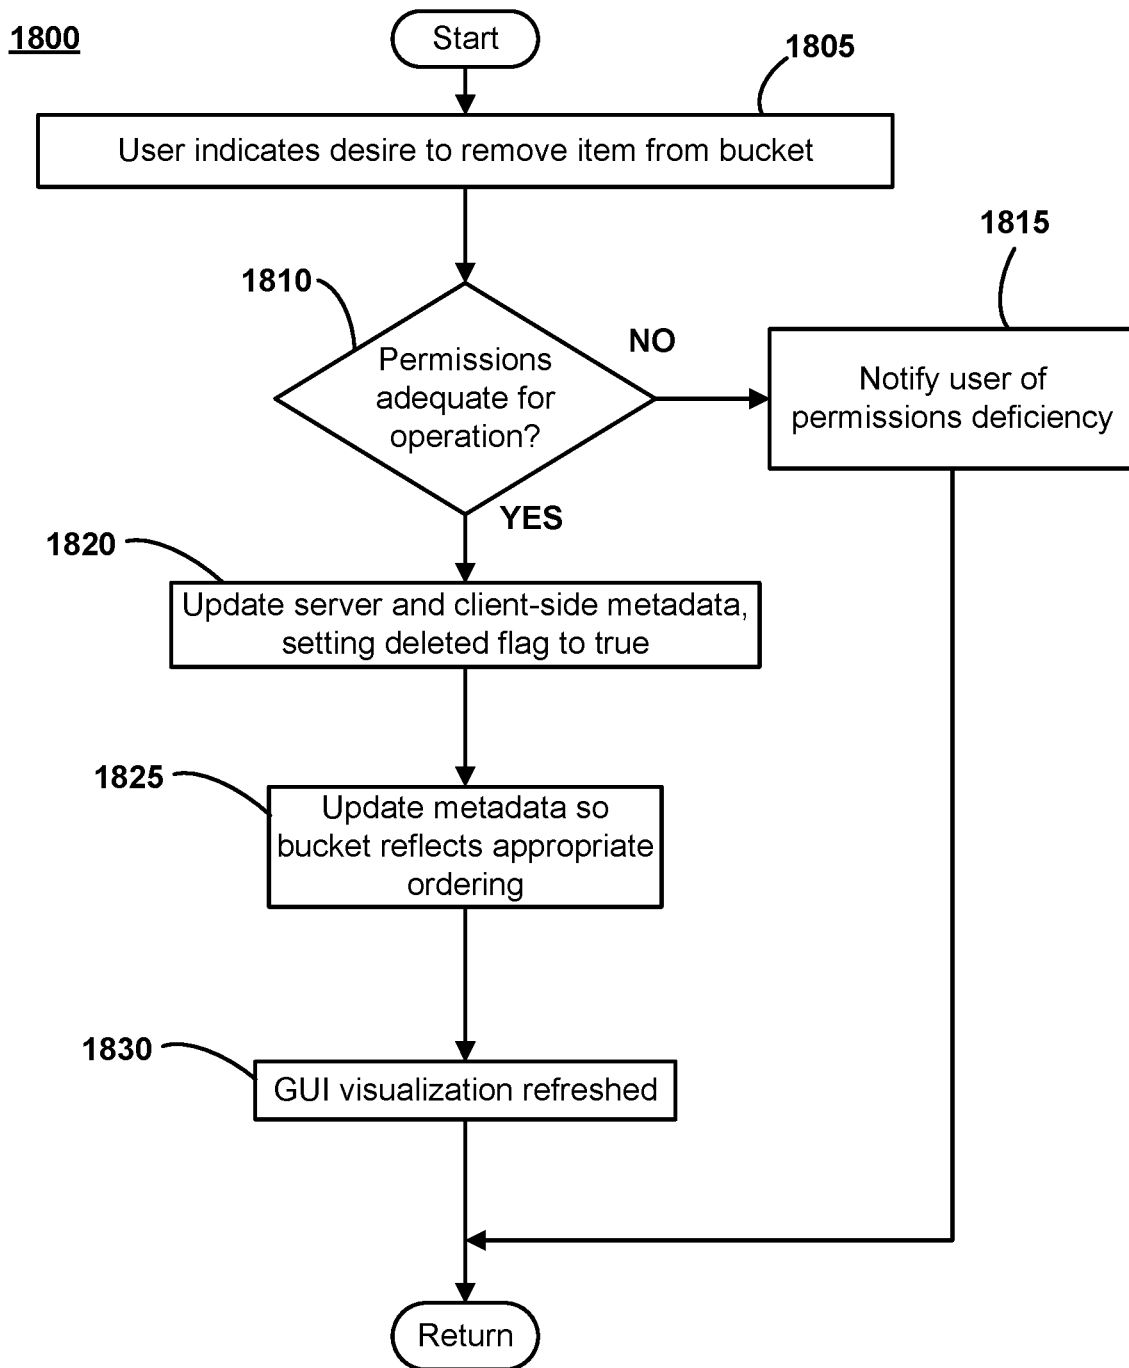 1800
Start
1805
User indicates desire to remove item from bucket
1815
1810
Permissions
adequate for
operation?
NO
Notify user of
permissions deficiency
YES
1820
Update server and client-side metadata,
setting deleted flag to true
1825
Update metadata so
bucket reflects appropriate
ordering
1830
GUI visualization refreshed
Return